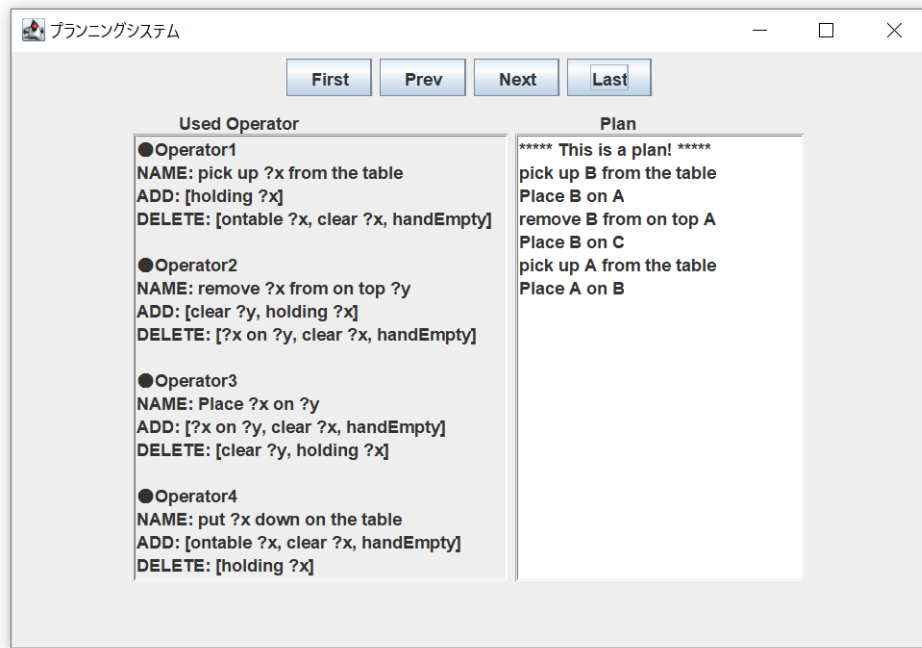 プランニングシステム
First Prev Next Last
Used Operator
●Operator1
NAME: pick up ?x from the table
ADD: [holding ?x]
DELETE: [ontable ?x, clear ?x, handEmpty]
●Operator2
NAME: remove ?x from on top ?y
ADD: [clear ?y, holding ?x]
DELETE: [?x on ?y, clear ?x, handEmpty]
●Operator3
NAME: Place ?x on ?y
ADD: [?x on ?y, clear ?x, handEmpty]
DELETE: [clear ?y, holding ?x]
●Operator4
NAME: put ?x down on the table
ADD: [ontable ?x, clear ?x, handEmpty]
DELETE: [holding ?x]
Plan
***** This is a plan! *****
pick up B from the table
Place B on A
remove B from on top A
Place B on C
pick up A from the table
Place A on B